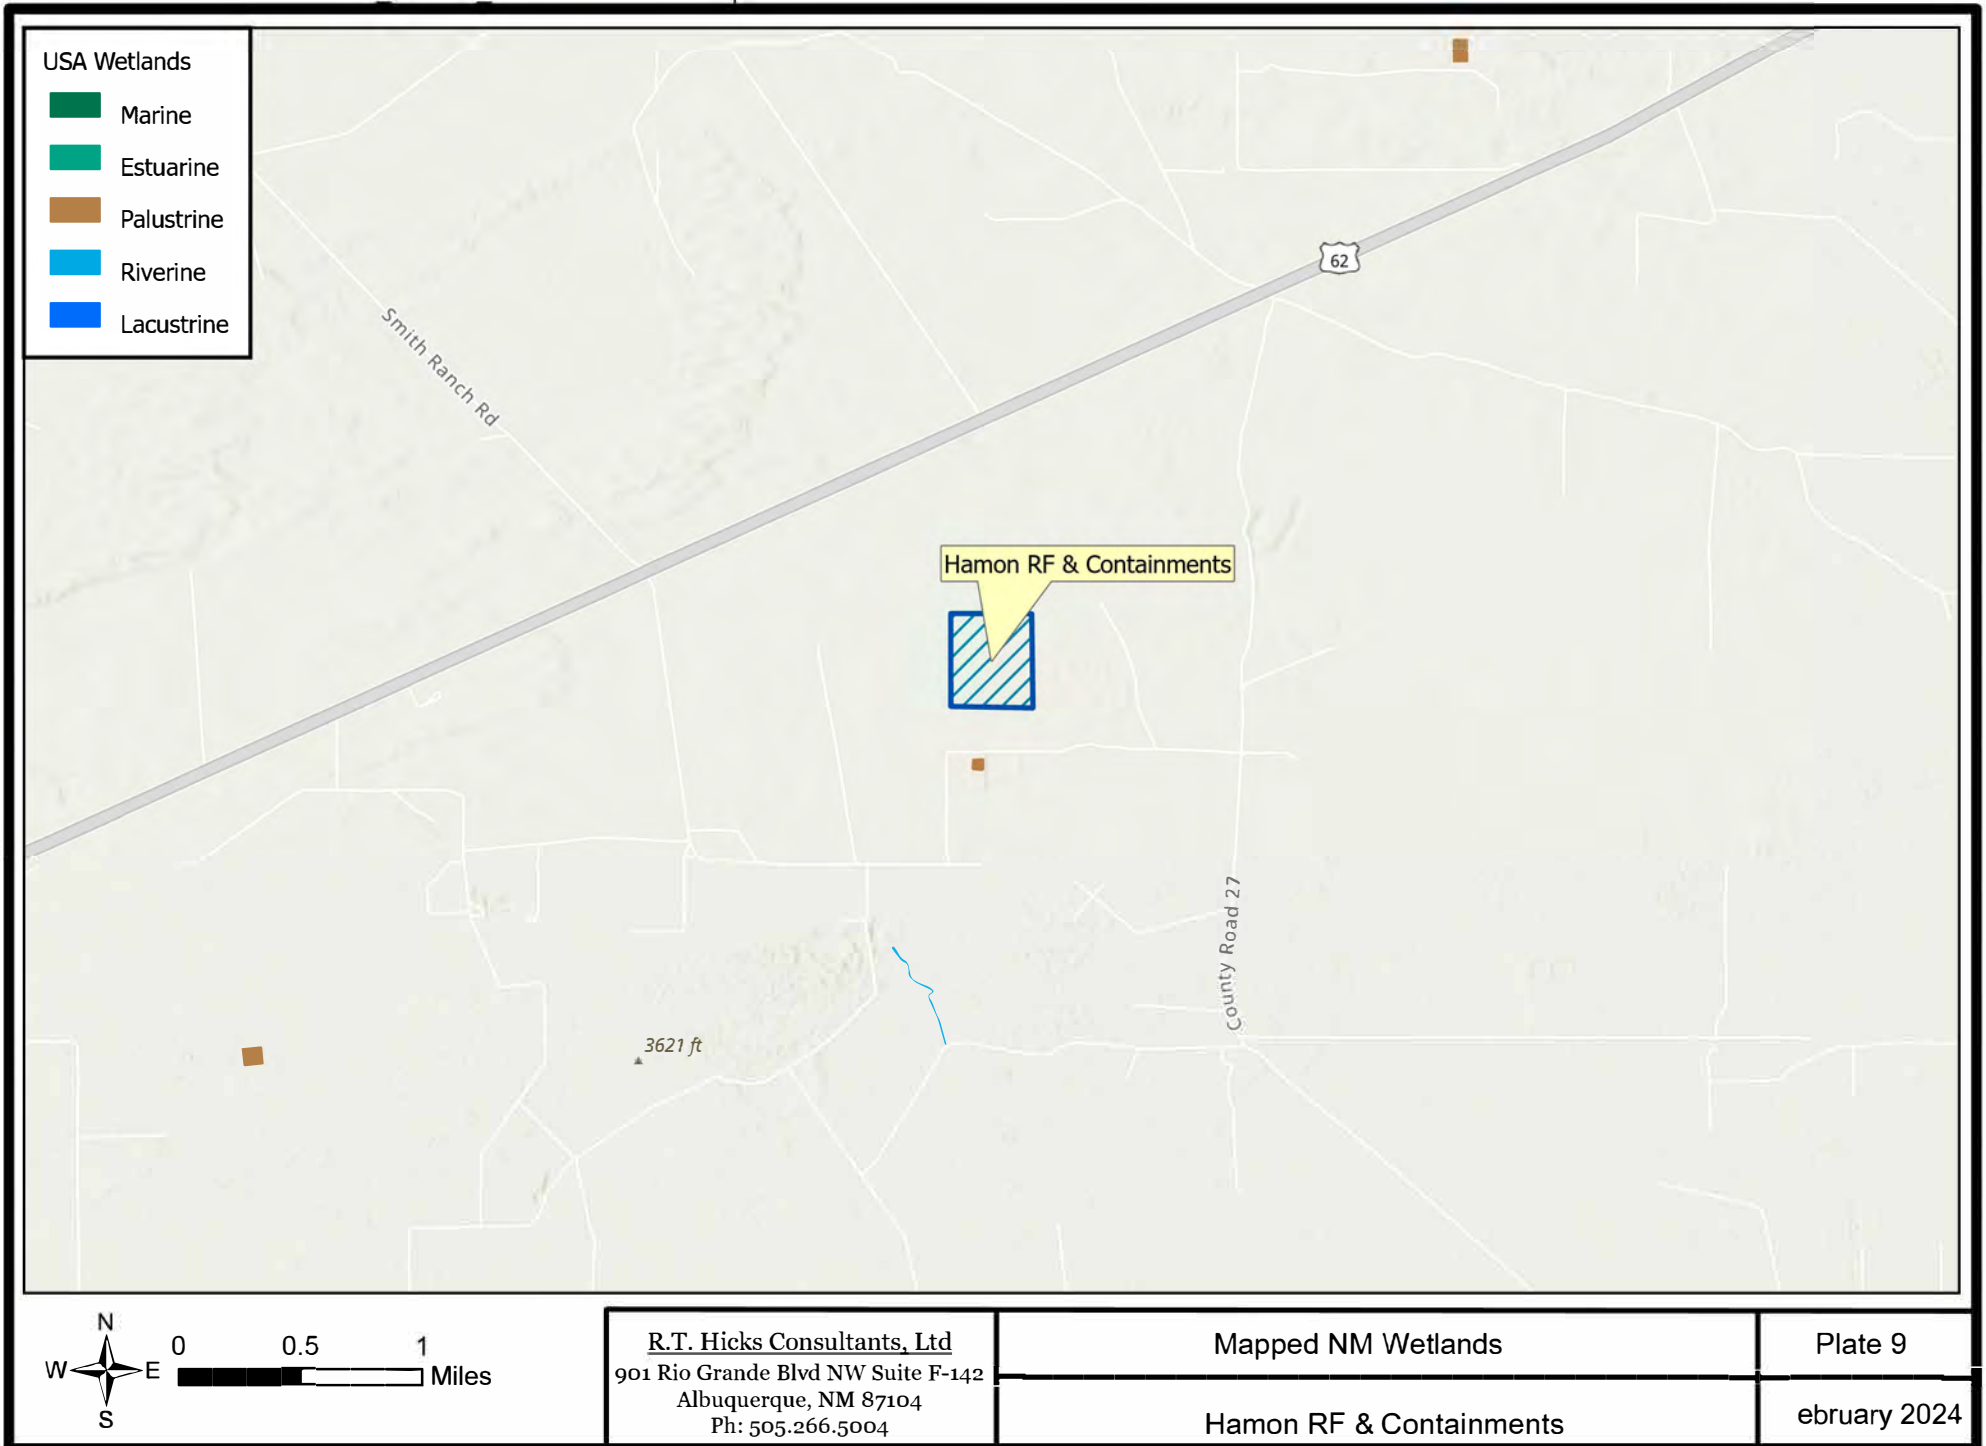 USA Wetlands
Marine
Estuarine
Palustrine
Riverine
Lacustrine
62
Smith Ranch Rd
Hamon RF & Containments
County Road 27
3621 ft
N
W E
S
0 0.5 1
Miles
R.T. Hicks Consultants, Ltd
901 Rio Grande Blvd NW Suite F-142
Albuquerque, NM 87104
Ph: 505.266.5004
Mapped NM Wetlands
Hamon RF & Containments
Plate 9
ebruary 2024